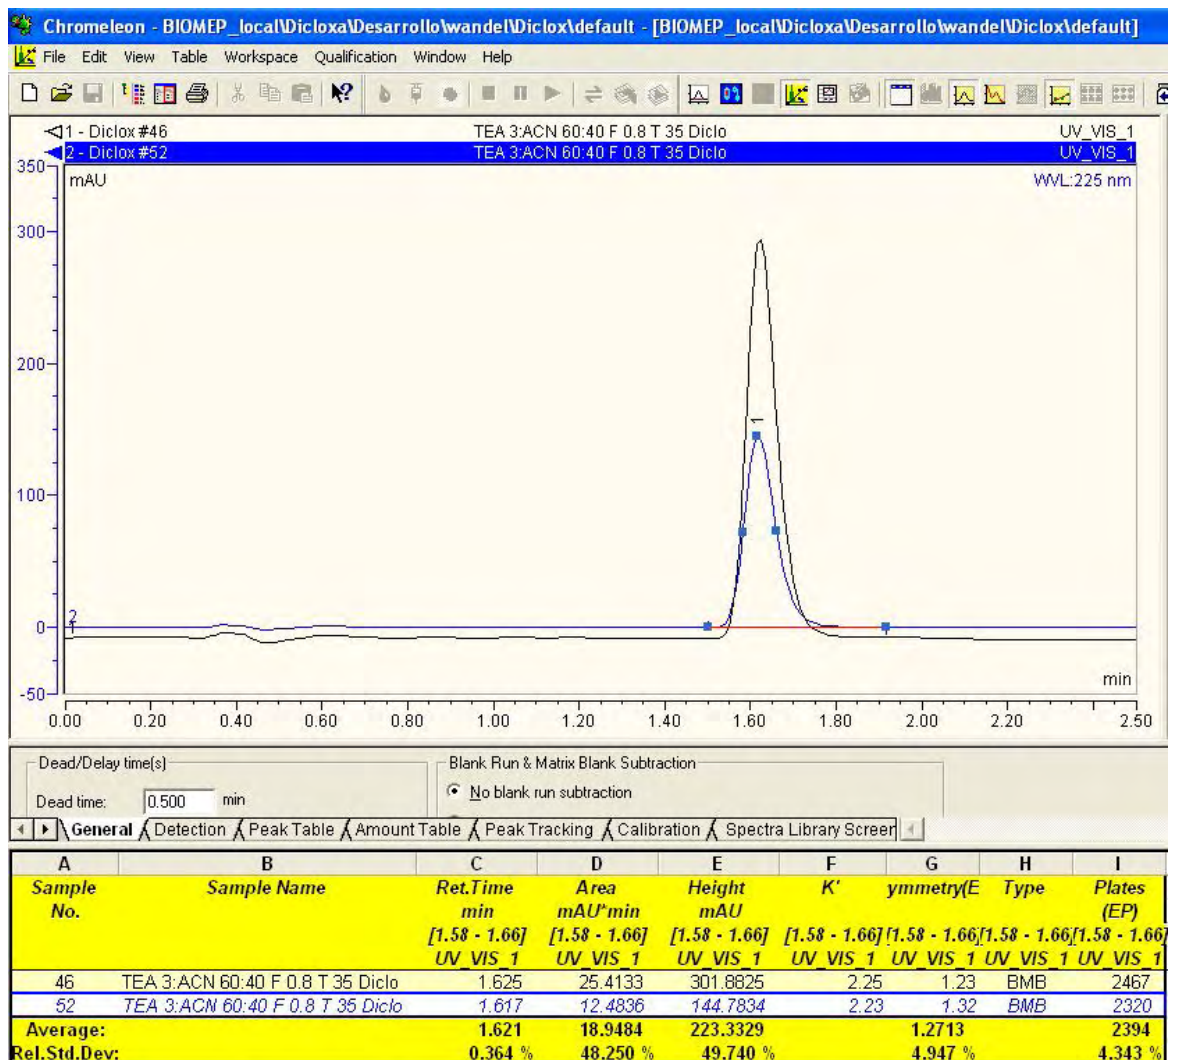 Chromeleon - BIOMEP_local\Dicloxa\Desarrollo\wandel\Diclox\default - [BIOMEP_local\Dicloxa\Desarrollo\wandel\Diclox\default]
File Edit View Table Workspace Qualification Window Help
1 - Diclox #46 TEA 3:ACN 60:40 F 0.8 T 35 Diclo UV_VIS_1
2 - Diclox #52 TEA 3:ACN 60:40 F 0.8 T 35 Diclo UV_VIS_1
350
mAU WVL:225 nm
300
200
1
100
2
0
1
min
-50
0.00 0.20 0.40 0.60 0.80 1.00 1.20 1.40 1.60 1.80 2.00 2.20 2.50
Dead/Delay time(s) Blank Run & Matrix Blank Subtraction
No blank run subtraction
Dead time: 0.500 min
General Detection Peak Table Amount Table Peak Tracking Calibration Spectra Library Screen
A B C D E F G H I
Sample Sample Name Ret.Time Area Height K' ymmetry(E Type Plates
No. min mAU*min mAU (EP)
[1.58 - 1.66] [1.58 - 1.66] [1.58 - 1.66] [1.58 - 1.66] [1.58 - 1.66] [1.58 - 1.66] [1.58 - 1.66]
UV_VIS_1 UV_VIS_1 UV_VIS_1 UV_VIS_1 UV_VIS_1 UV_VIS_1 UV_VIS_1
46 TEA 3:ACN 60:40 F 0.8 T 35 Diclo 1.625 25.4133 301.8825 2.25 1.23 BMB 2467
52 TEA 3:ACN 60:40 F 0.8 T 35 Diclo 1.617 12.4836 144.7834 2.23 1.32 BMB 2320
Average: 1.621 18.9484 223.3329 1.2713 2394
Rel.Std.Dev: 0.364 % 48.250 % 49.740 % 4.947 % 4.343 %